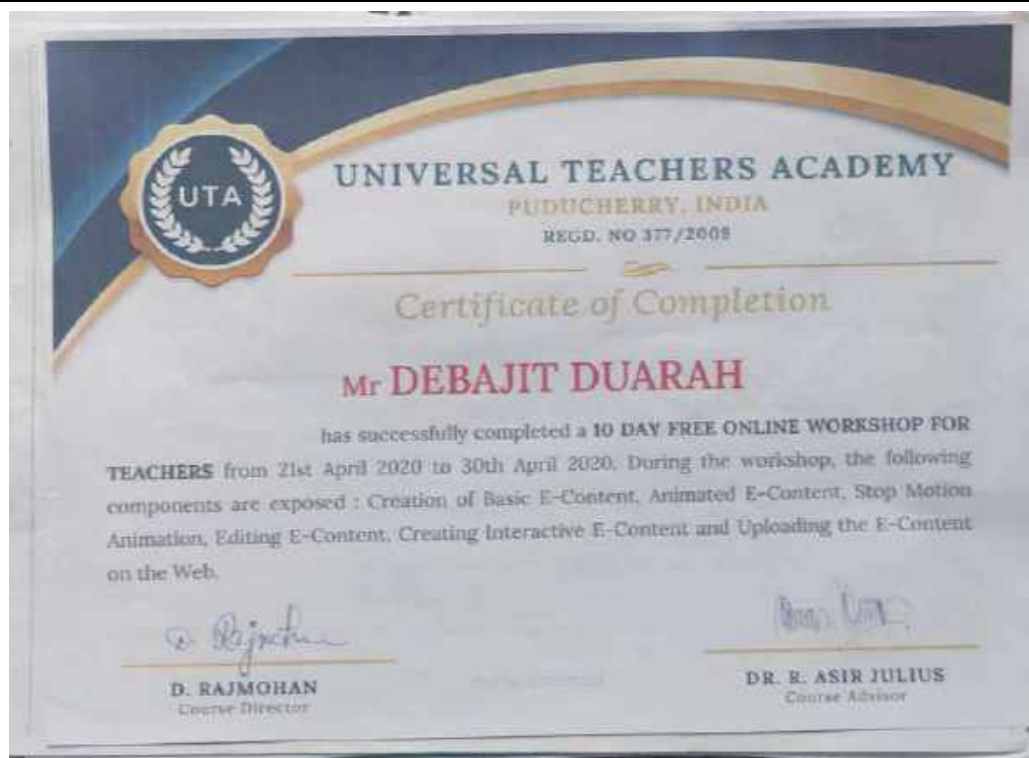 UTA
UNIVERSAL TEACHERS ACADEMY
PUDUCHERRY, INDIA
REGD. NO 377/2009
Certificate of Completion
Mr DEBAJIT DUARAH
has successfully completed a 10 DAY FREE ONLINE WORKSHOP FOR
TEACHERS from 21st April 2020 to 30th April 2020. During the workshop, the following
components are exposed : Creation of Basic E-Content, Animated E-Content, Stop Motion
Animation, Editing E-Content, Creating Interactive E-Content and Uploading the E-Content
on the Web.
D. RAJMOHAN
Course Director
DR. R. ASIR JULIUS
Course Advisor